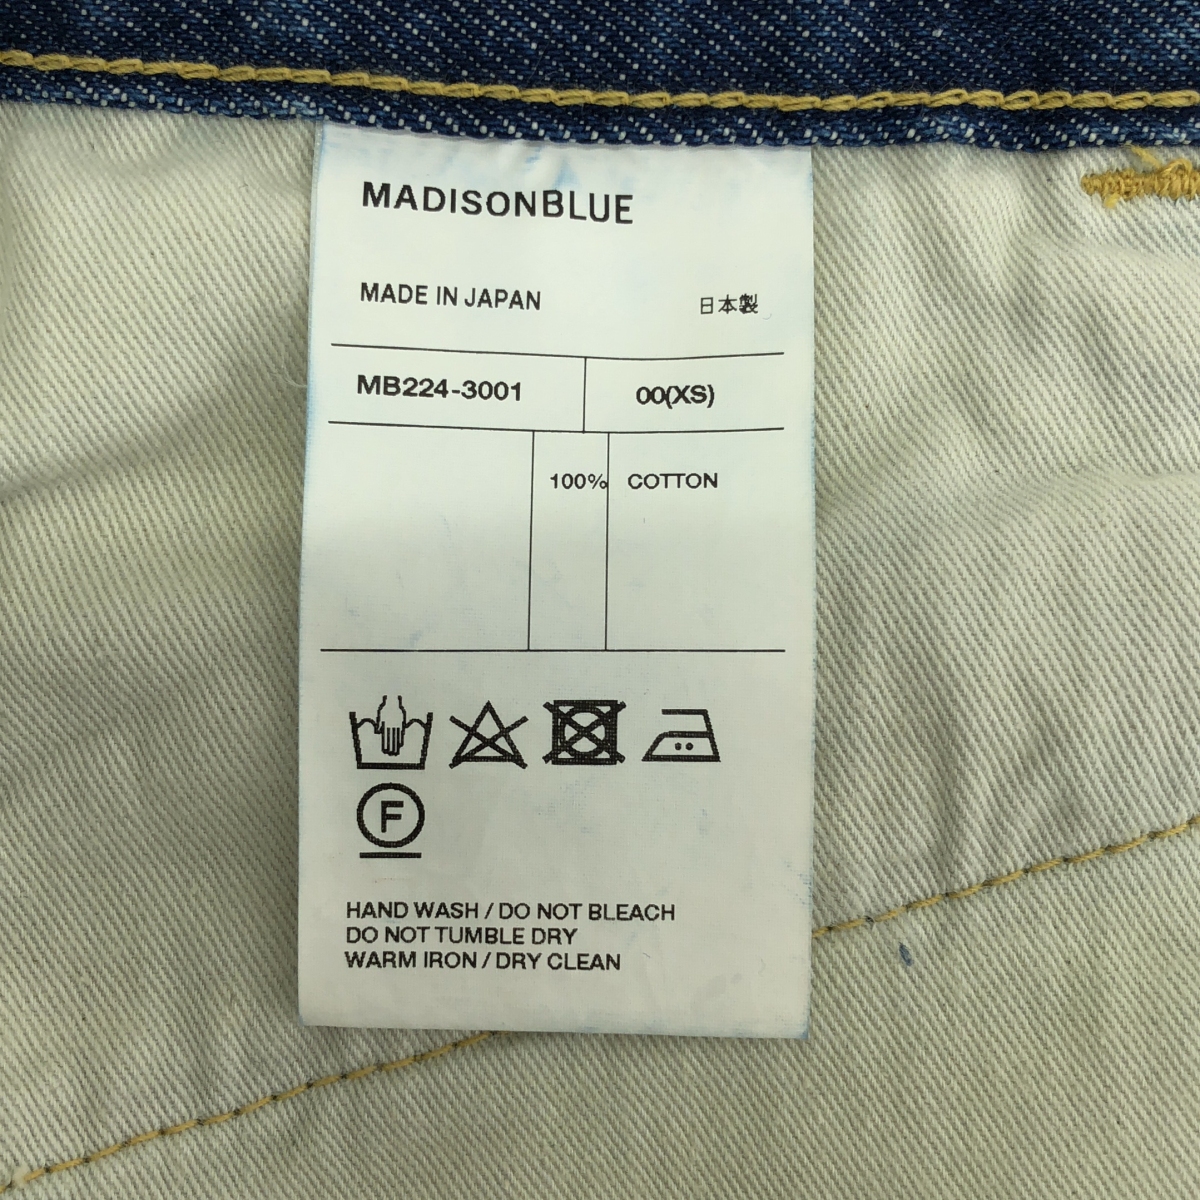 MADISONBLUE
MADE IN JAPAN 日本製
MB224-3001 00(XS)
100% COTTON
F
HAND WASH / DO NOT BLEACH
DO NOT TUMBLE DRY
WARM IRON / DRY CLEAN